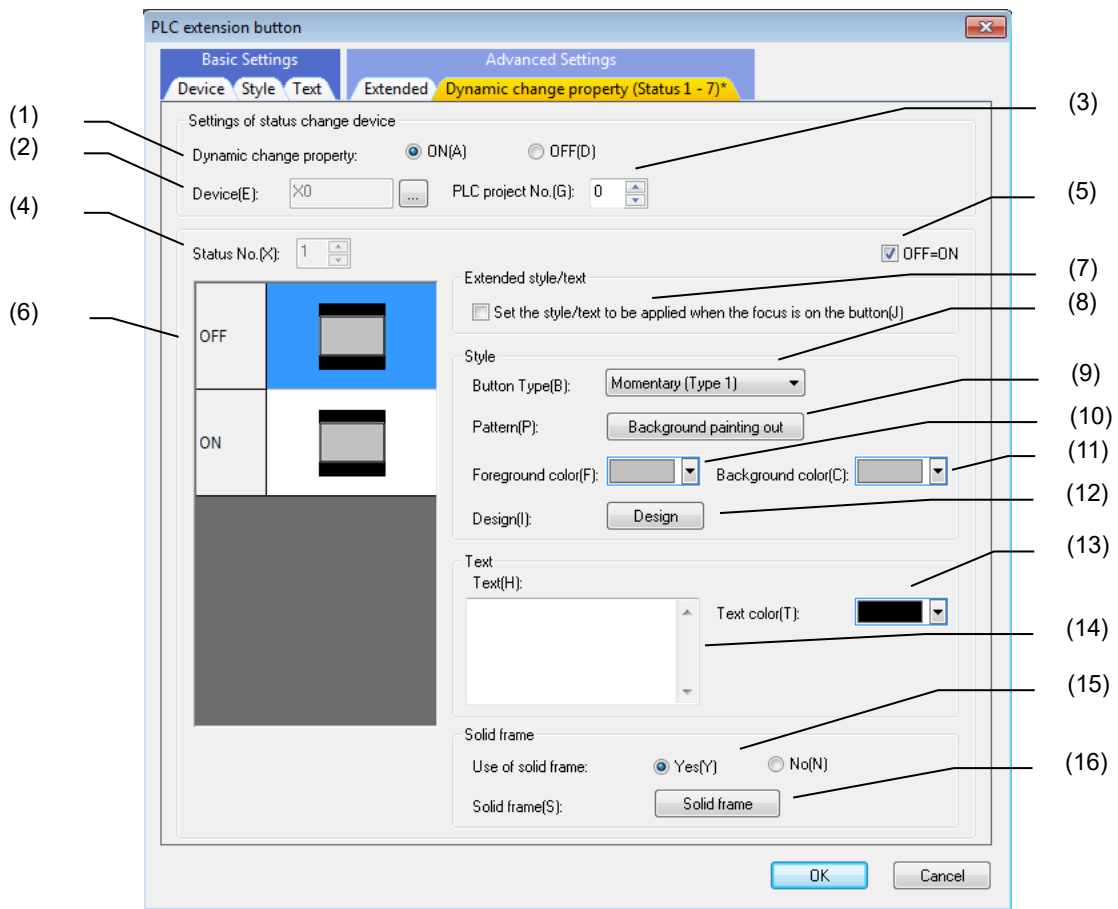 PLC extension button
Basic Settings
Advanced Settings
Device Style Text Extended Dynamic change property (Status 1 - 7)*
(1)
(2)
(3)
(4)
(5)
(6)
(7)
(8)
(9)
(10)
(11)
(12)
(13)
(14)
(15)
(16)
Settings of status change device
Dynamic change property: ON(A) OFF(D)
Device(E): X0 ... PLC project No.(G): 0
Status No.(X): 1
OFF=ON
OFF
ON
Extended style/text
Set the style/text to be applied when the focus is on the button(J)
Style
Button Type(B): Momentary (Type 1)
Pattern(P): Background painting out
Foreground color(F): Background color(C):
Design(I): Design
Text
Text(H):
Text color(T):
Solid frame
Use of solid frame: Yes(Y) No(N)
Solid frame(S): Solid frame
OK Cancel